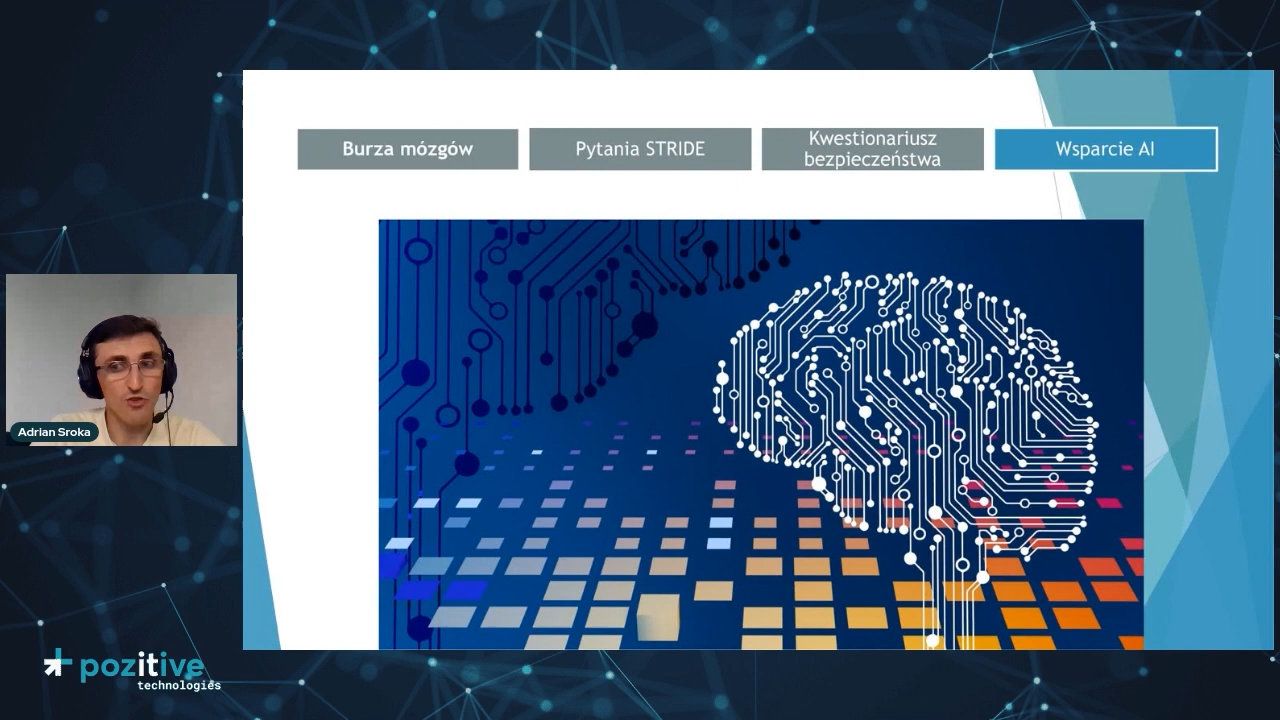 Burza mózgów
Pytania STRIDE
Kwestionariusz
bezpieczeństwa
Wsparcie AI
Adrian Sroka
pozitive
technologies